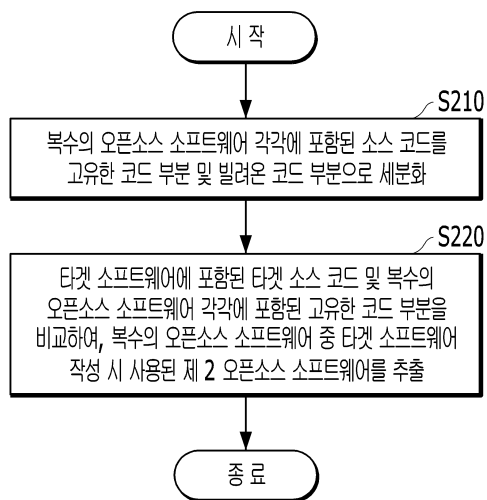 시 작
S210
복수의 오픈소스 소프트웨어 각각에 포함된 소스 코드를
고유한 코드 부분 및 빌려온 코드 부분으로 세분화
S220
타겟 소프트웨어에 포함된 타겟 소스 코드 및 복수의
오픈소스 소프트웨어 각각에 포함된 고유한 코드 부분을
비교하여, 복수의 오픈소스 소프트웨어 중 타겟 소프트웨어
작성 시 사용된 제 2 오픈소스 소프트웨어를 추출
종 료